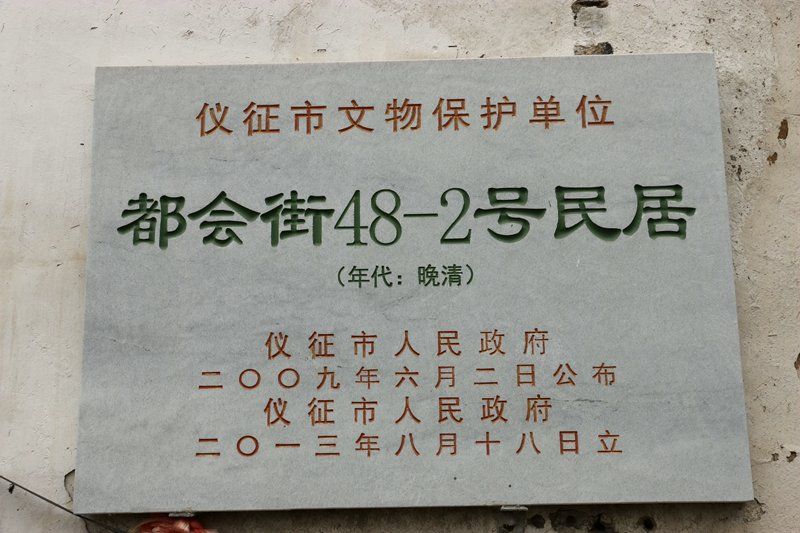 仪征市文物保护单位
都会街48-2号民居
（年代：晚清）
仪征市人民政府
二〇〇九年六月二日公布
仪征市人民政府
二〇一三年八月十八日立